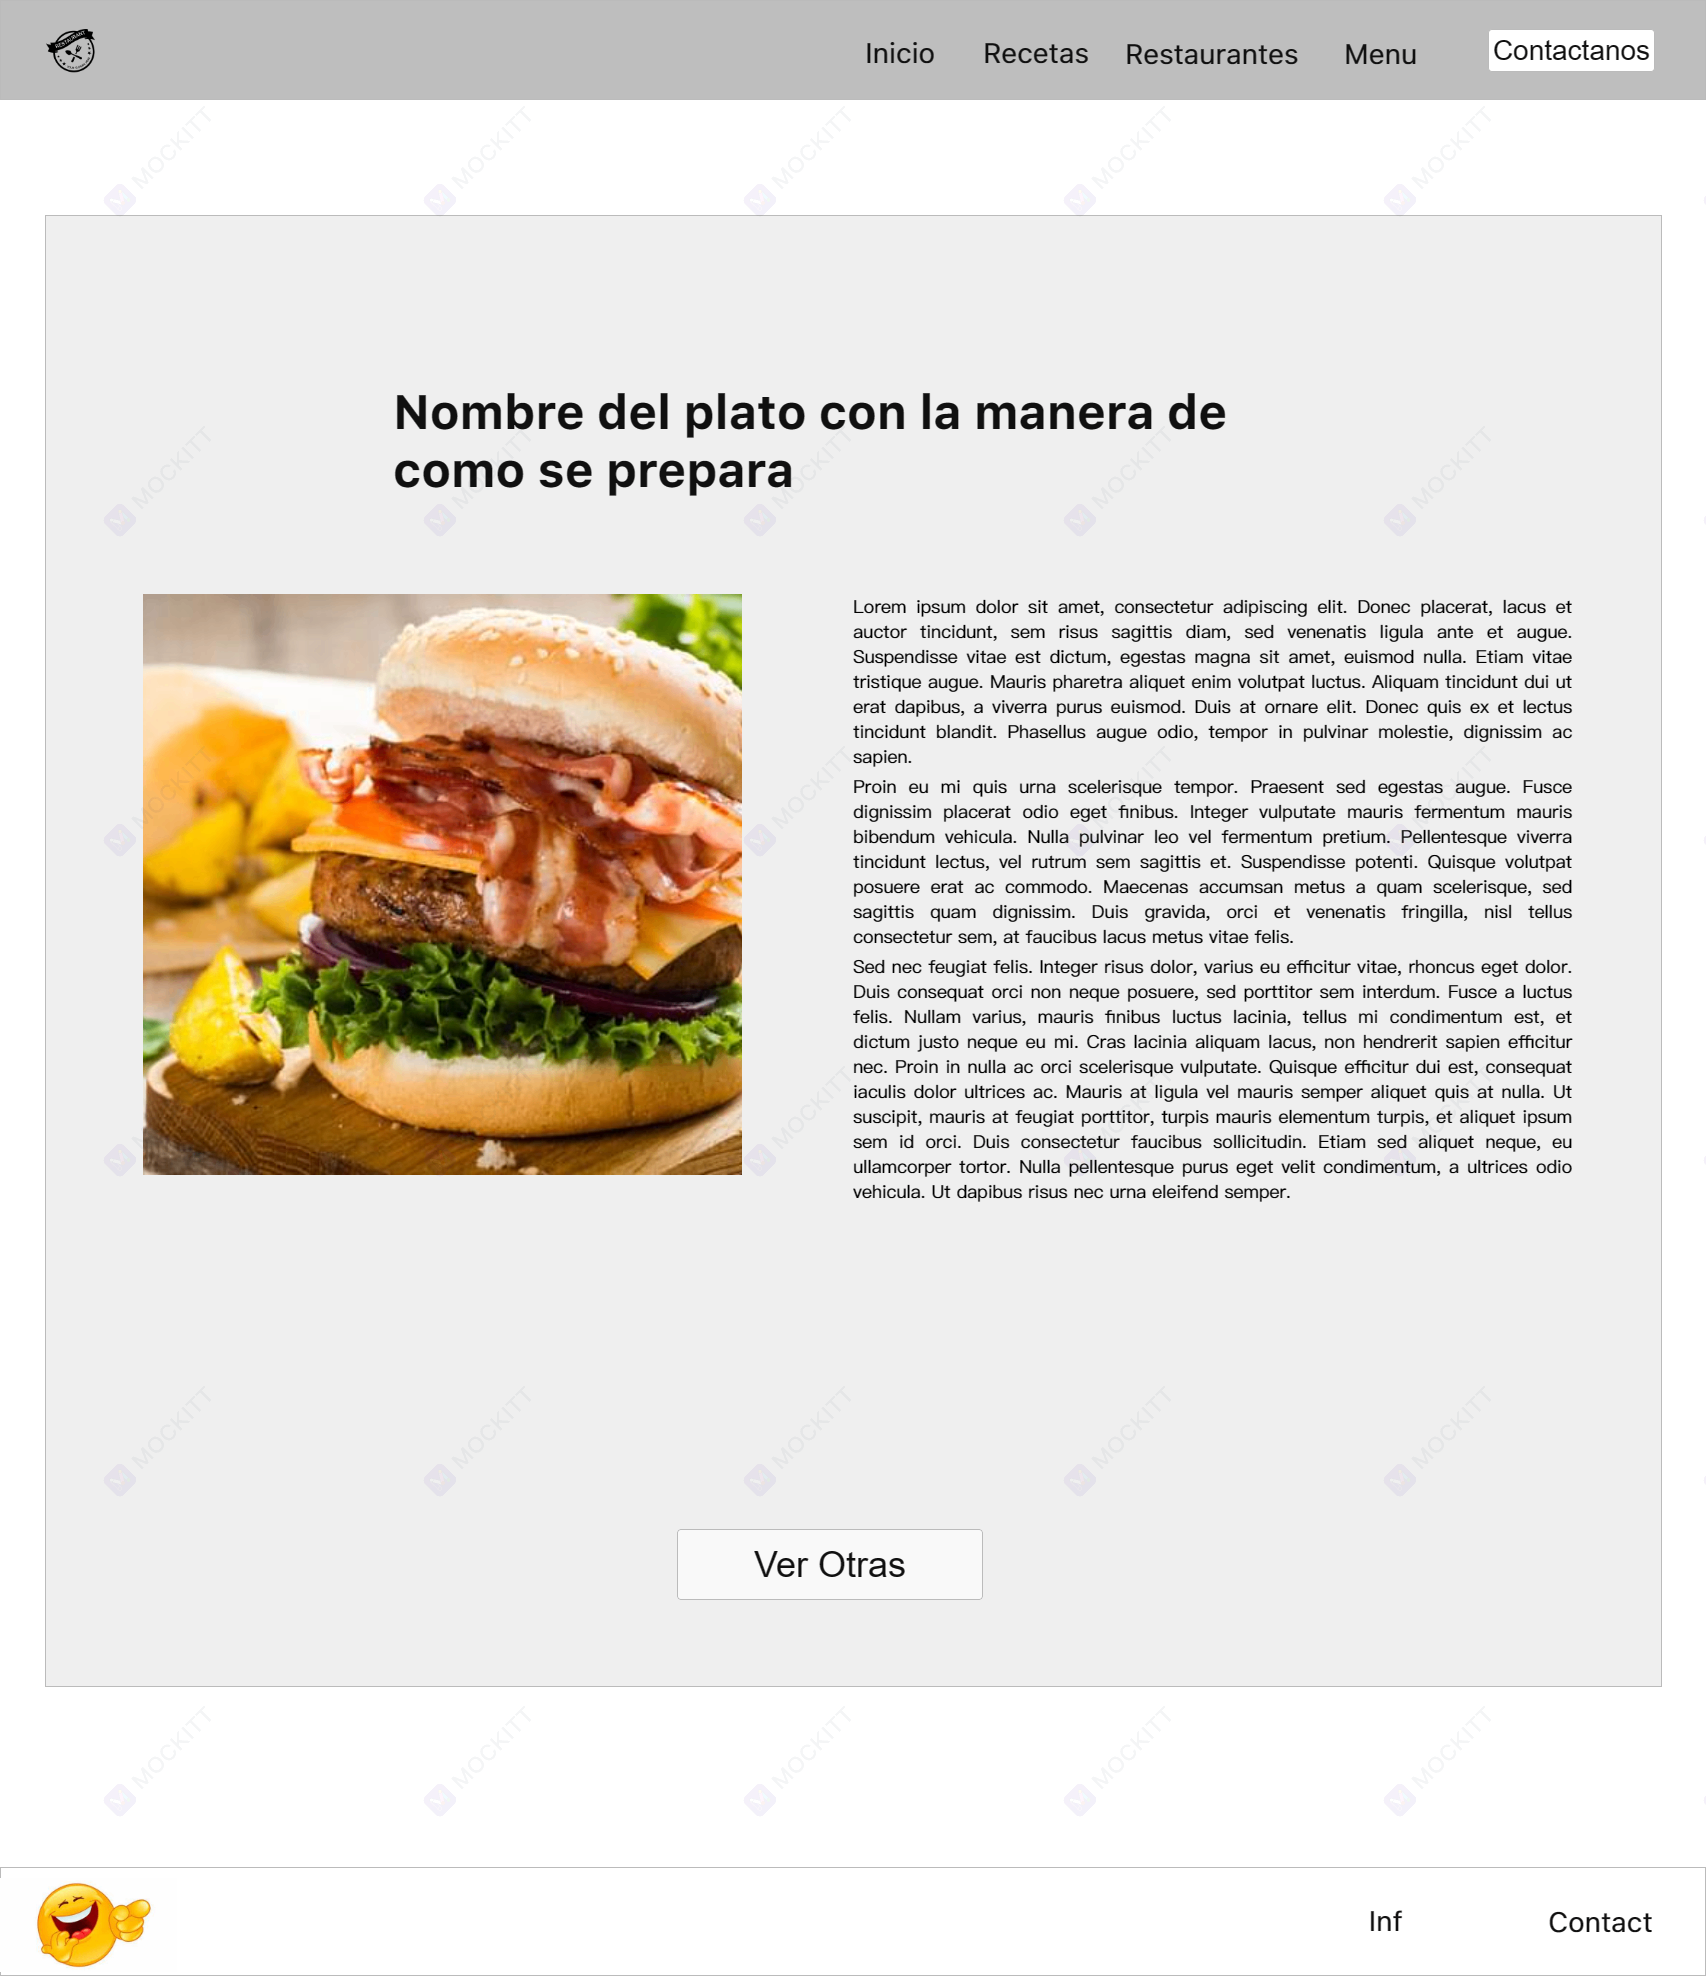 RESTAURANT
Inicio Recetas Restaurantes Menu Contactanos
Nombre del plato con la manera de
como se prepara
Lorem ipsum dolor sit amet, consectetur adipiscing elit. Donec placerat, lacus et
auctor tincidunt, sem risus sagittis diam, sed venenatis ligula ante et augue.
Suspendisse vitae est dictum, egestas magna sit amet, euismod nulla. Etiam vitae
tristique augue. Mauris pharetra aliquet enim volutpat luctus. Aliquam tincidunt dui ut
erat dapibus, a viverra purus euismod. Duis at ornare elit. Donec quis ex et lectus
tincidunt blandit. Phasellus augue odio, tempor in pulvinar molestie, dignissim ac
sapien.
Proin eu mi quis urna scelerisque tempor. Praesent sed egestas augue. Fusce
dignissim placerat odio eget finibus. Integer vulputate mauris fermentum mauris
bibendum vehicula. Nulla pulvinar leo vel fermentum pretium. Pellentesque viverra
tincidunt lectus, vel rutrum sem sagittis et. Suspendisse potenti. Quisque volutpat
posuere erat ac commodo. Maecenas accumsan metus a quam scelerisque, sed
sagittis quam dignissim. Duis gravida, orci et venenatis fringilla, nisl tellus
consectetur sem, at faucibus lacus metus vitae felis.
Sed nec feugiat felis. Integer risus dolor, varius eu efficitur vitae, rhoncus eget dolor.
Duis consequat orci non neque posuere, sed porttitor sem interdum. Fusce a luctus
felis. Nullam varius, mauris finibus luctus lacinia, tellus mi condimentum est, et
dictum justo neque eu mi. Cras lacinia aliquam lacus, non hendrerit sapien efficitur
nec. Proin in nulla ac orci scelerisque vulputate. Quisque efficitur dui est, consequat
iaculis dolor ultrices ac. Mauris at ligula vel mauris semper aliquet quis at nulla. Ut
suscipit, mauris at feugiat porttitor, turpis mauris elementum turpis, et aliquet ipsum
sem id orci. Duis consectetur faucibus sollicitudin. Etiam sed aliquet neque, eu
ullamcorper tortor. Nulla pellentesque purus eget velit condimentum, a ultrices odio
vehicula. Ut dapibus risus nec urna eleifend semper.
Ver Otras
Inf Contact
MOCKITT